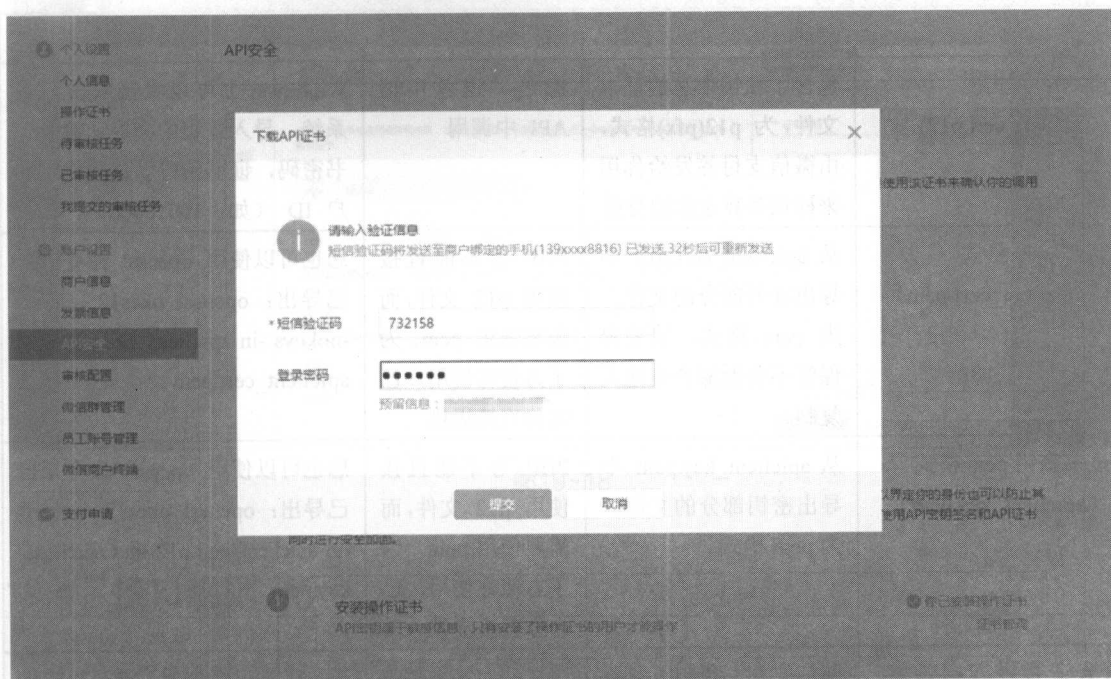 个人设置
个人信息
操作证书
待审核任务
已审核任务
我提交的审核任务
账户设置
商户信息
发票信息
API安全
审核配置
微信群管理
员工账号管理
微信商户终端
支付申请
API安全
下载API证书
请输入验证信息
短信验证码将发送至商户绑定的手机(139xxxx8816) 已发送,32秒后可重新发送
*短信验证码
732158
登录密码
预留信息：
提交
取消
使用该证书来确认你的调用
以界定你的身份也可以防止其
使用API密钥签名和API证书
同时进行安全加固。
安装操作证书
API密钥属于敏感信息，只有安装了操作证书的用户才能操作
你已安装操作证书